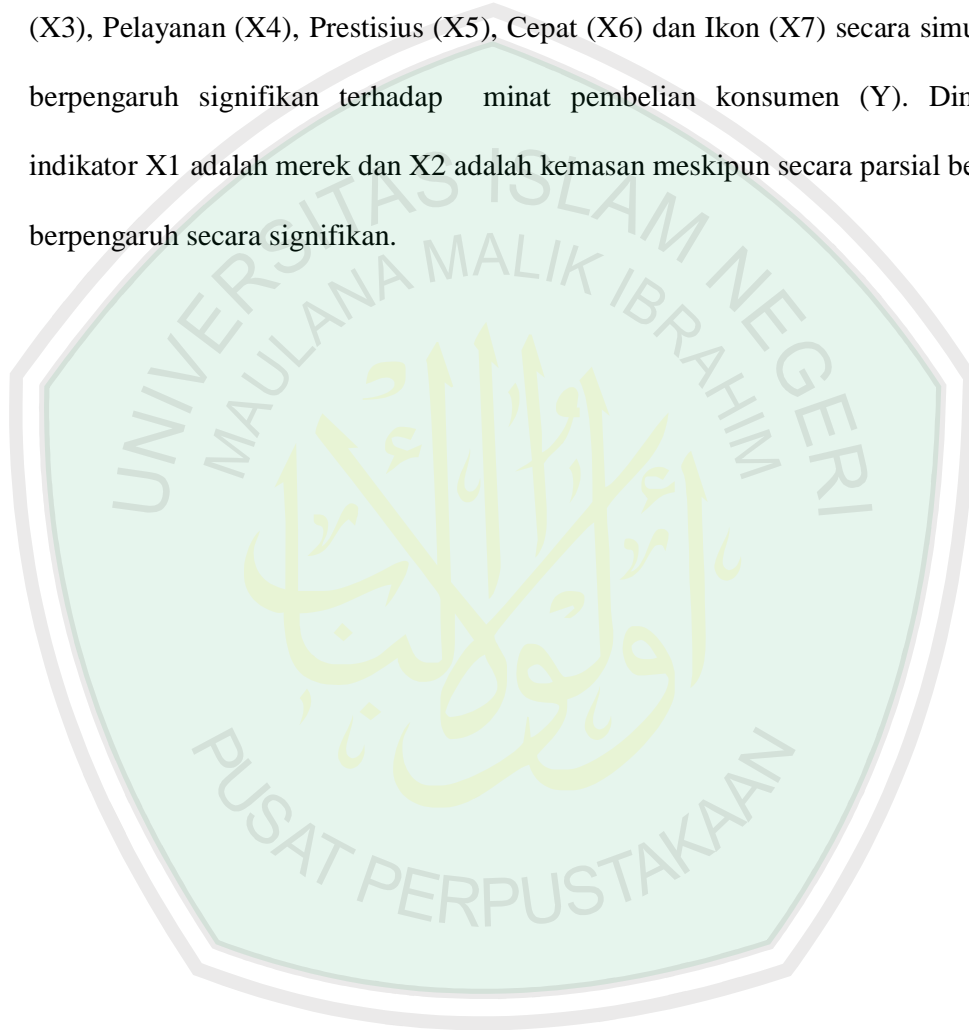 (X3), Pelayanan (X4), Prestisius (X5), Cepat (X6) dan Ikon (X7) secara simu
berpengaruh signifikan terhadap minat pembelian konsumen (Y). Dim
indikator X1 adalah merek dan X2 adalah kemasan meskipun secara parsial be
berpengaruh secara signifikan.
UNIVERSITAS ISLAM NEGERI
MAULANA MALIK IBRAHIM
PUSAT PERPUSTAKAAN